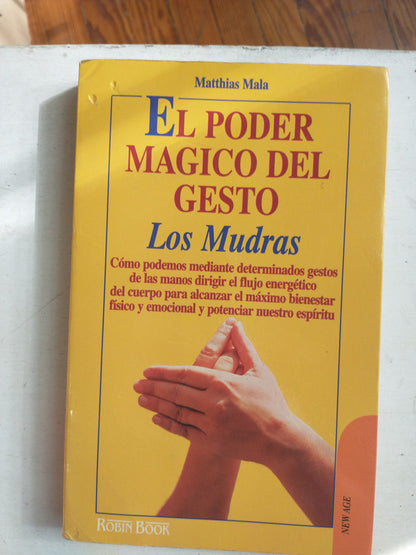 Matthias Mala
EL PODER
MAGICO DEL
GESTO
Los Mudras
Cómo podemos mediante determinados gestos
de las manos dirigir el flujo energético
del cuerpo para alcanzar el máximo bienestar
físico y emocional y potenciar nuestro espíritu
NEW AGE
ROBIN BOOK